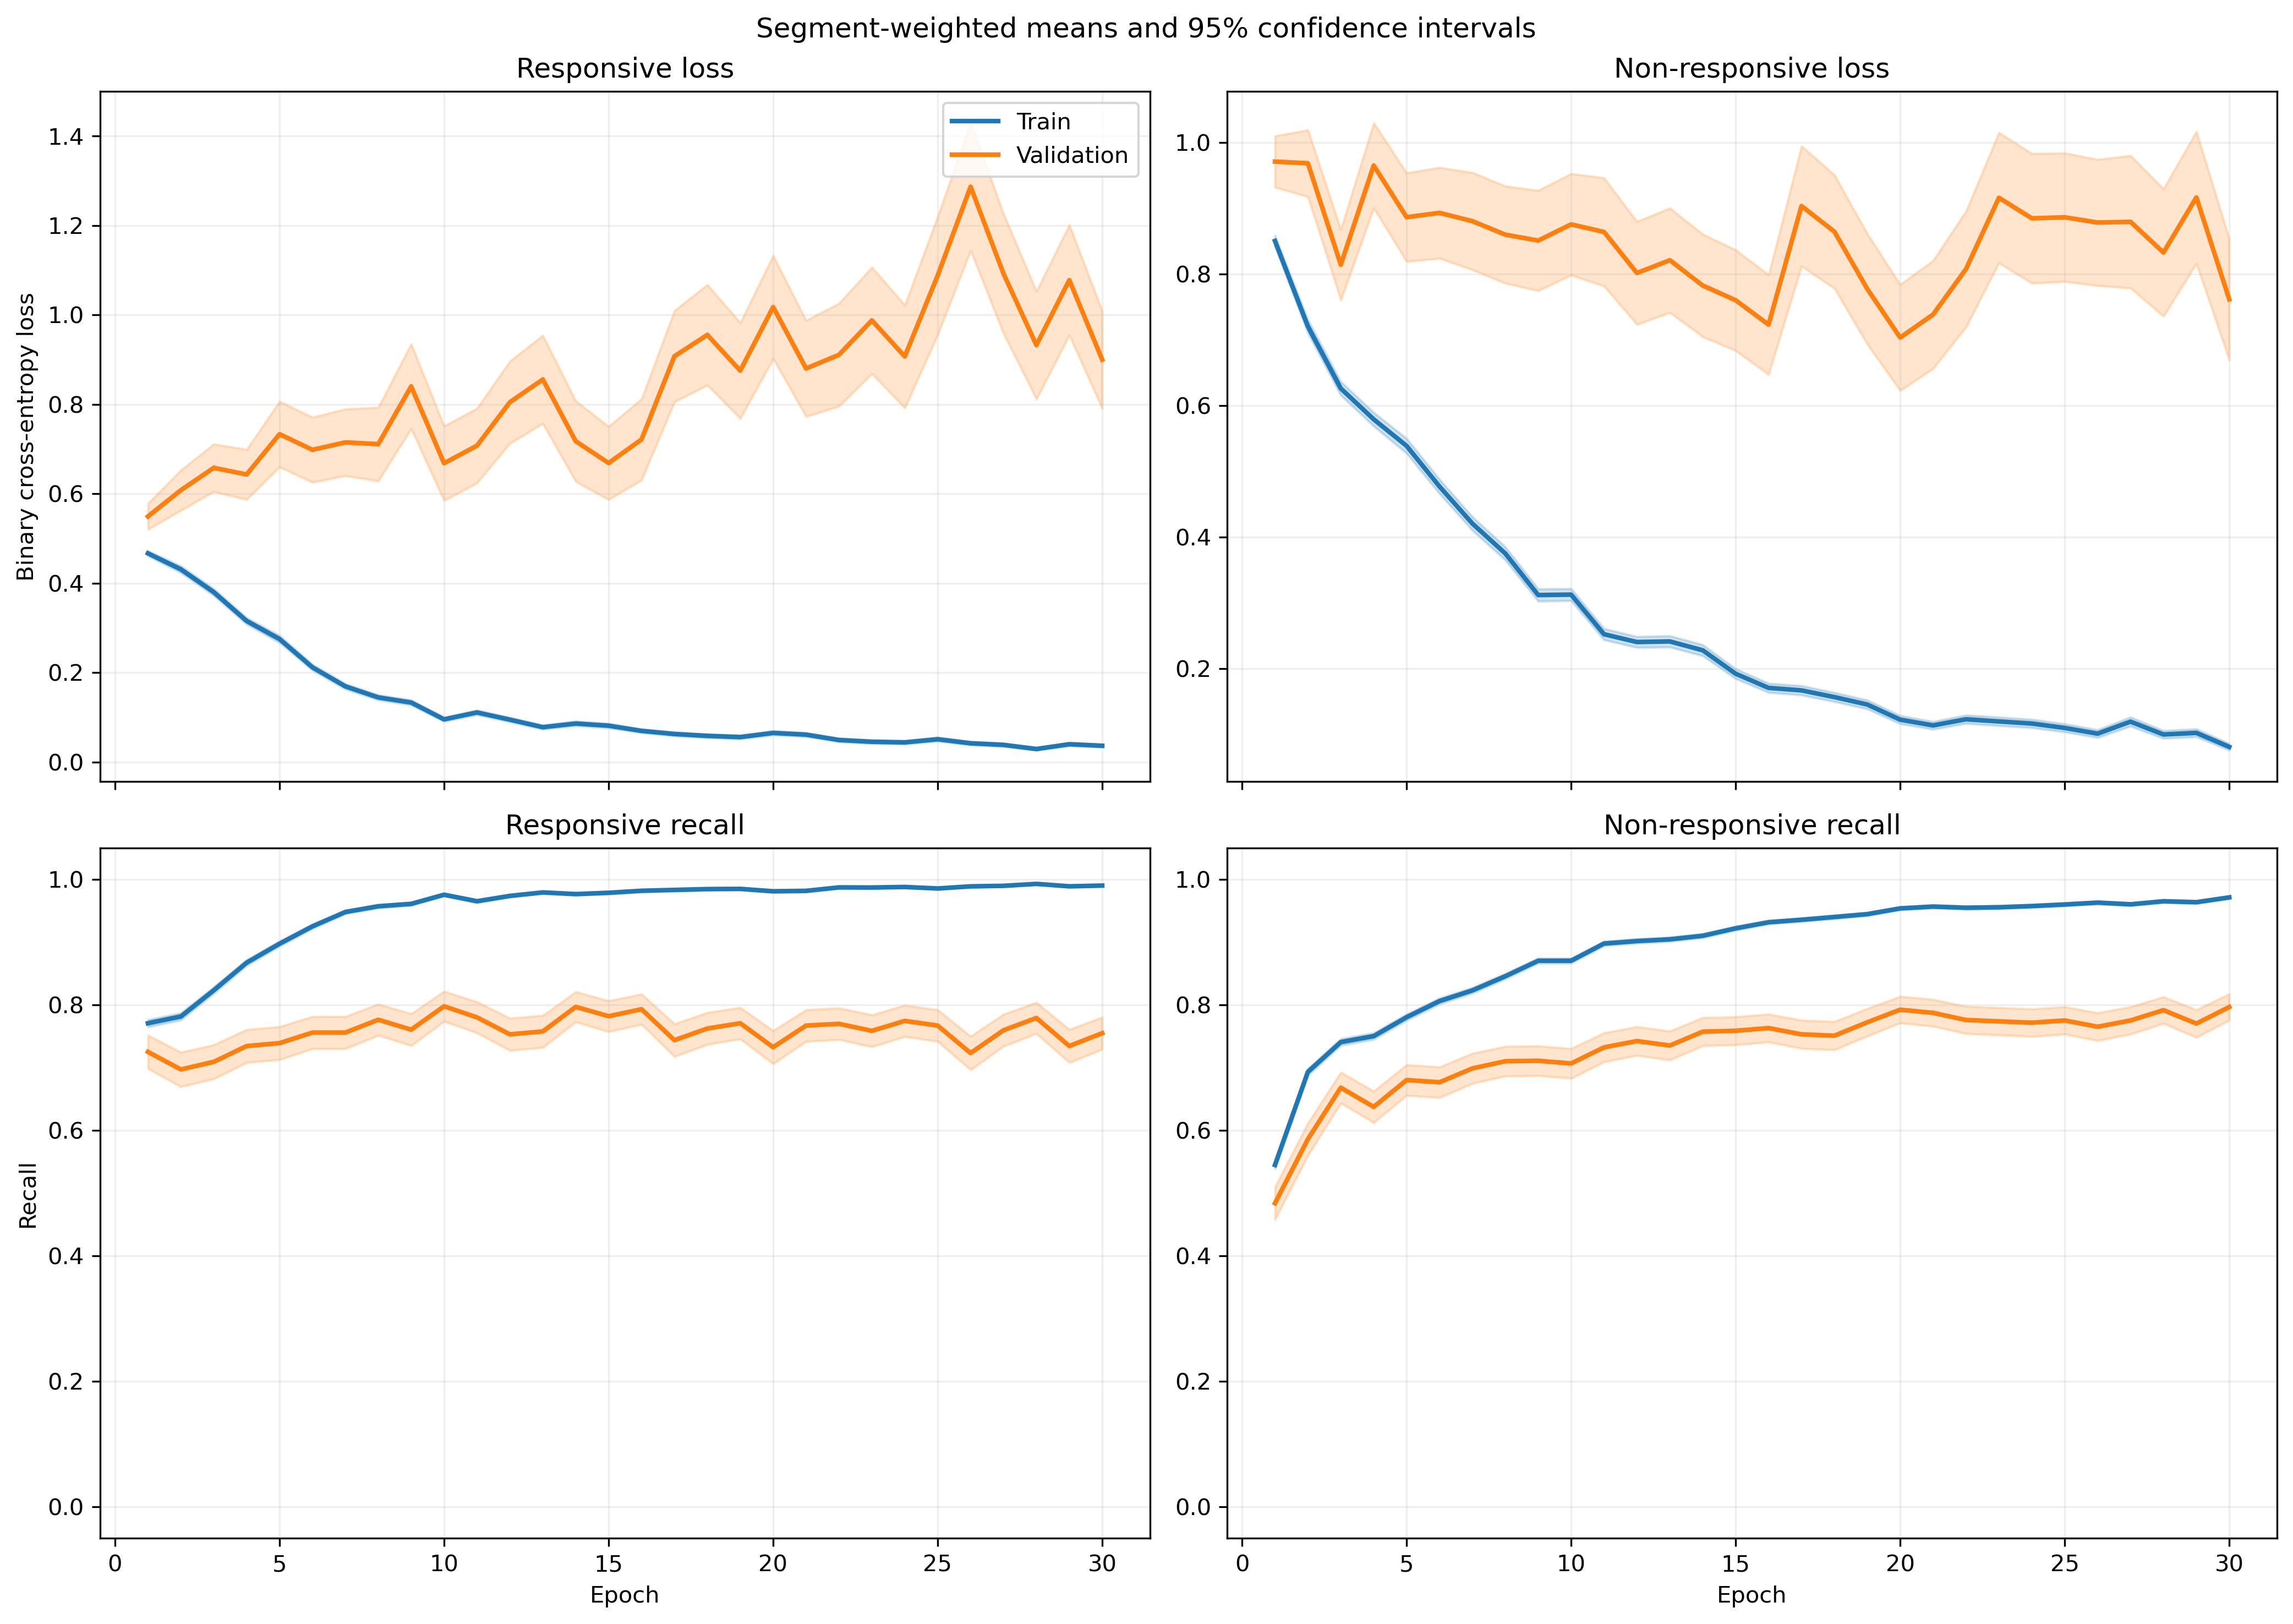 Segment-weighted means and 95% confidence intervals
Responsive loss
Non-responsive loss
Train
Validation
Binary cross-entropy loss
1.4
1.2
1.0
0.8
0.6
0.4
0.2
0.0
1.0
0.8
0.6
0.4
0.2
Responsive recall
Non-responsive recall
Recall
1.0
0.8
0.6
0.4
0.2
0.0
1.0
0.8
0.6
0.4
0.2
0.0
0 5 10 15 20 25 30
0 5 10 15 20 25 30
Epoch
Epoch